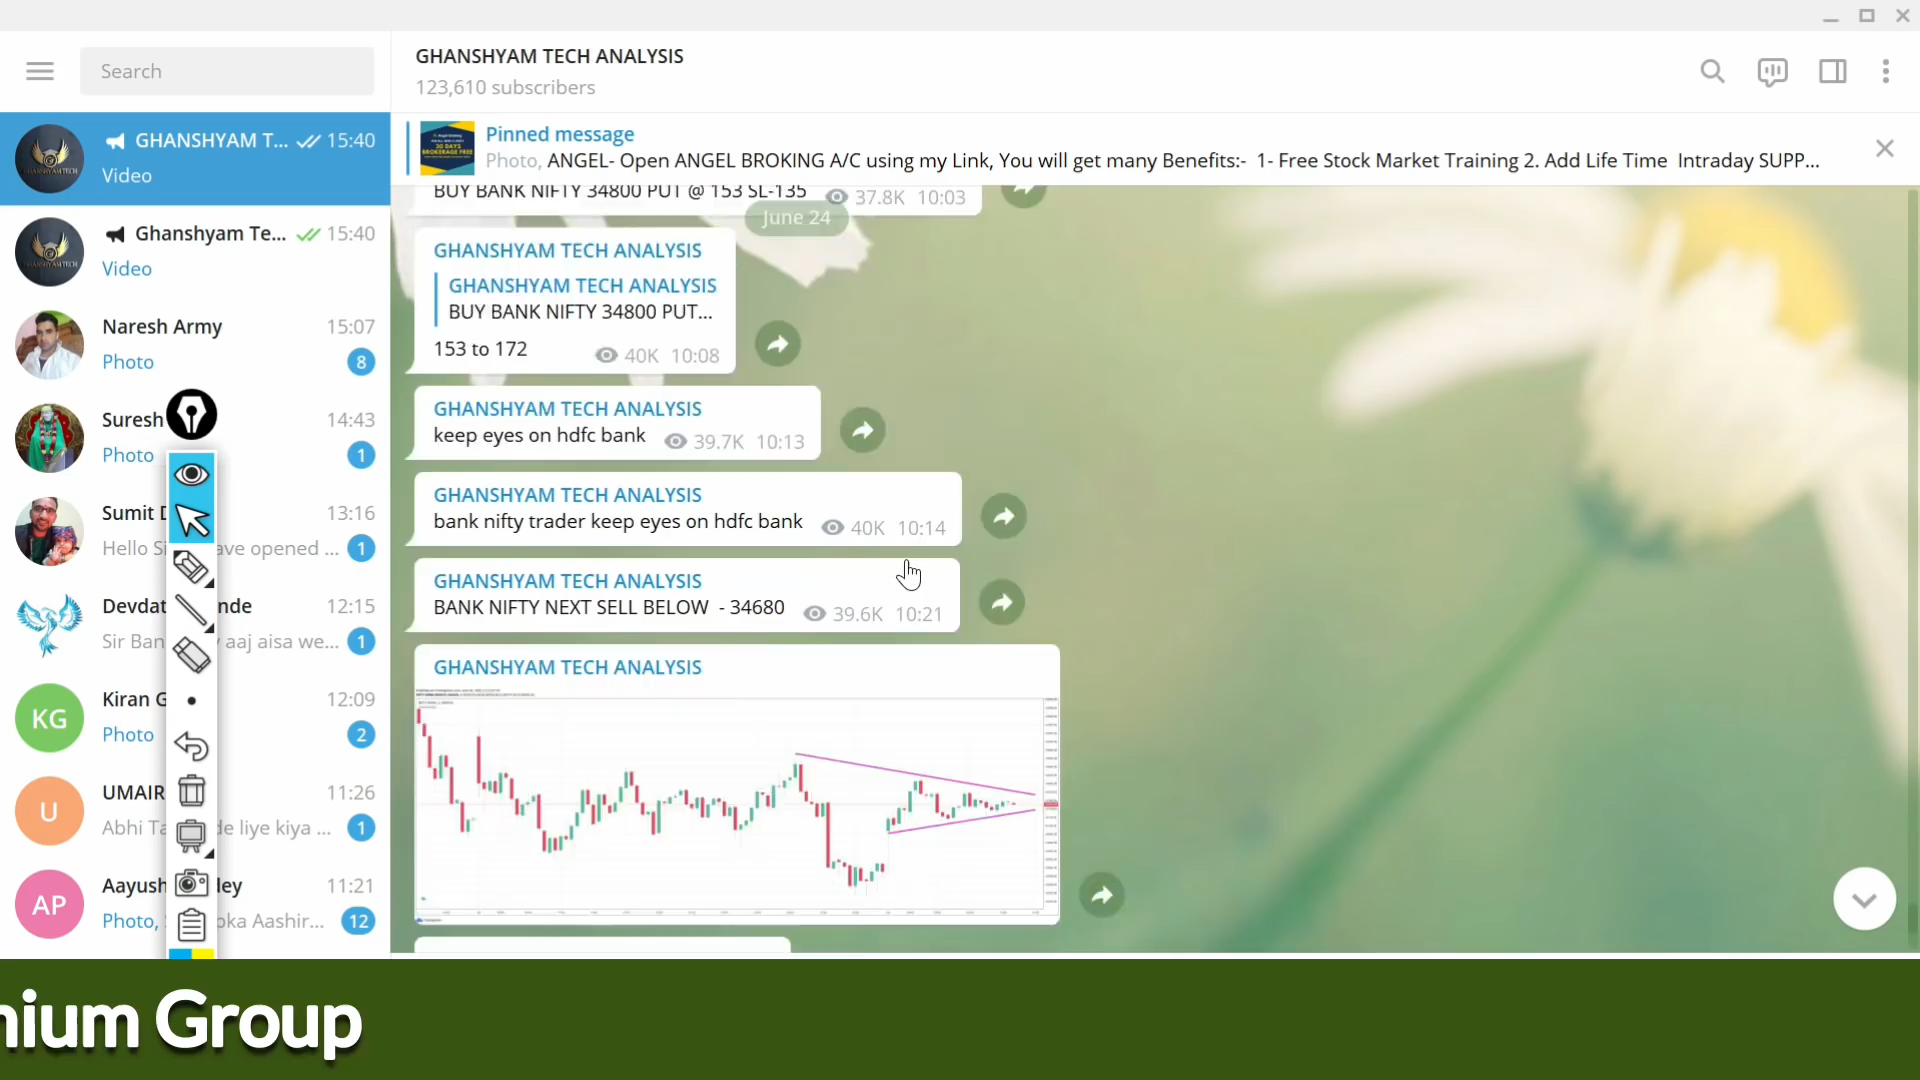 Search
GHANSHYAM TECH ANALYSIS
123,610 subscribers
GHANSHYAM T... 15:40
Video
Ghanshyam Te... 15:40
Video
Naresh Army 15:07
Photo 8
Suresh 14:43
Photo 1
Sumit 13:16
Hello ... ave opened ... 1
Devdat nde 12:15
Sir Ban y aaj aisa we... 1
KG
Kiran G 12:09
Photo 2
U
UMAIR 11:26
Abhi Ta de liye kiya ... 1
AP
Aayush ley 11:21
Photo, oka Aashir... 12
Pinned message
Photo, ANGEL- Open ANGEL BROKING A/C using my Link, You will get many Benefits:- 1- Free Stock Market Training 2. Add Life Time Intraday SUPP...
BUY BANK NIFTY 34800 PUT @ 153 SL-135 37.8K 10:03
June 24
GHANSHYAM TECH ANALYSIS
GHANSHYAM TECH ANALYSIS
BUY BANK NIFTY 34800 PUT...
153 to 172 40K 10:08
GHANSHYAM TECH ANALYSIS
keep eyes on hdfc bank 39.7K 10:13
GHANSHYAM TECH ANALYSIS
bank nifty trader keep eyes on hdfc bank 40K 10:14
GHANSHYAM TECH ANALYSIS
BANK NIFTY NEXT SELL BELOW - 34680 39.6K 10:21
GHANSHYAM TECH ANALYSIS
nium Group